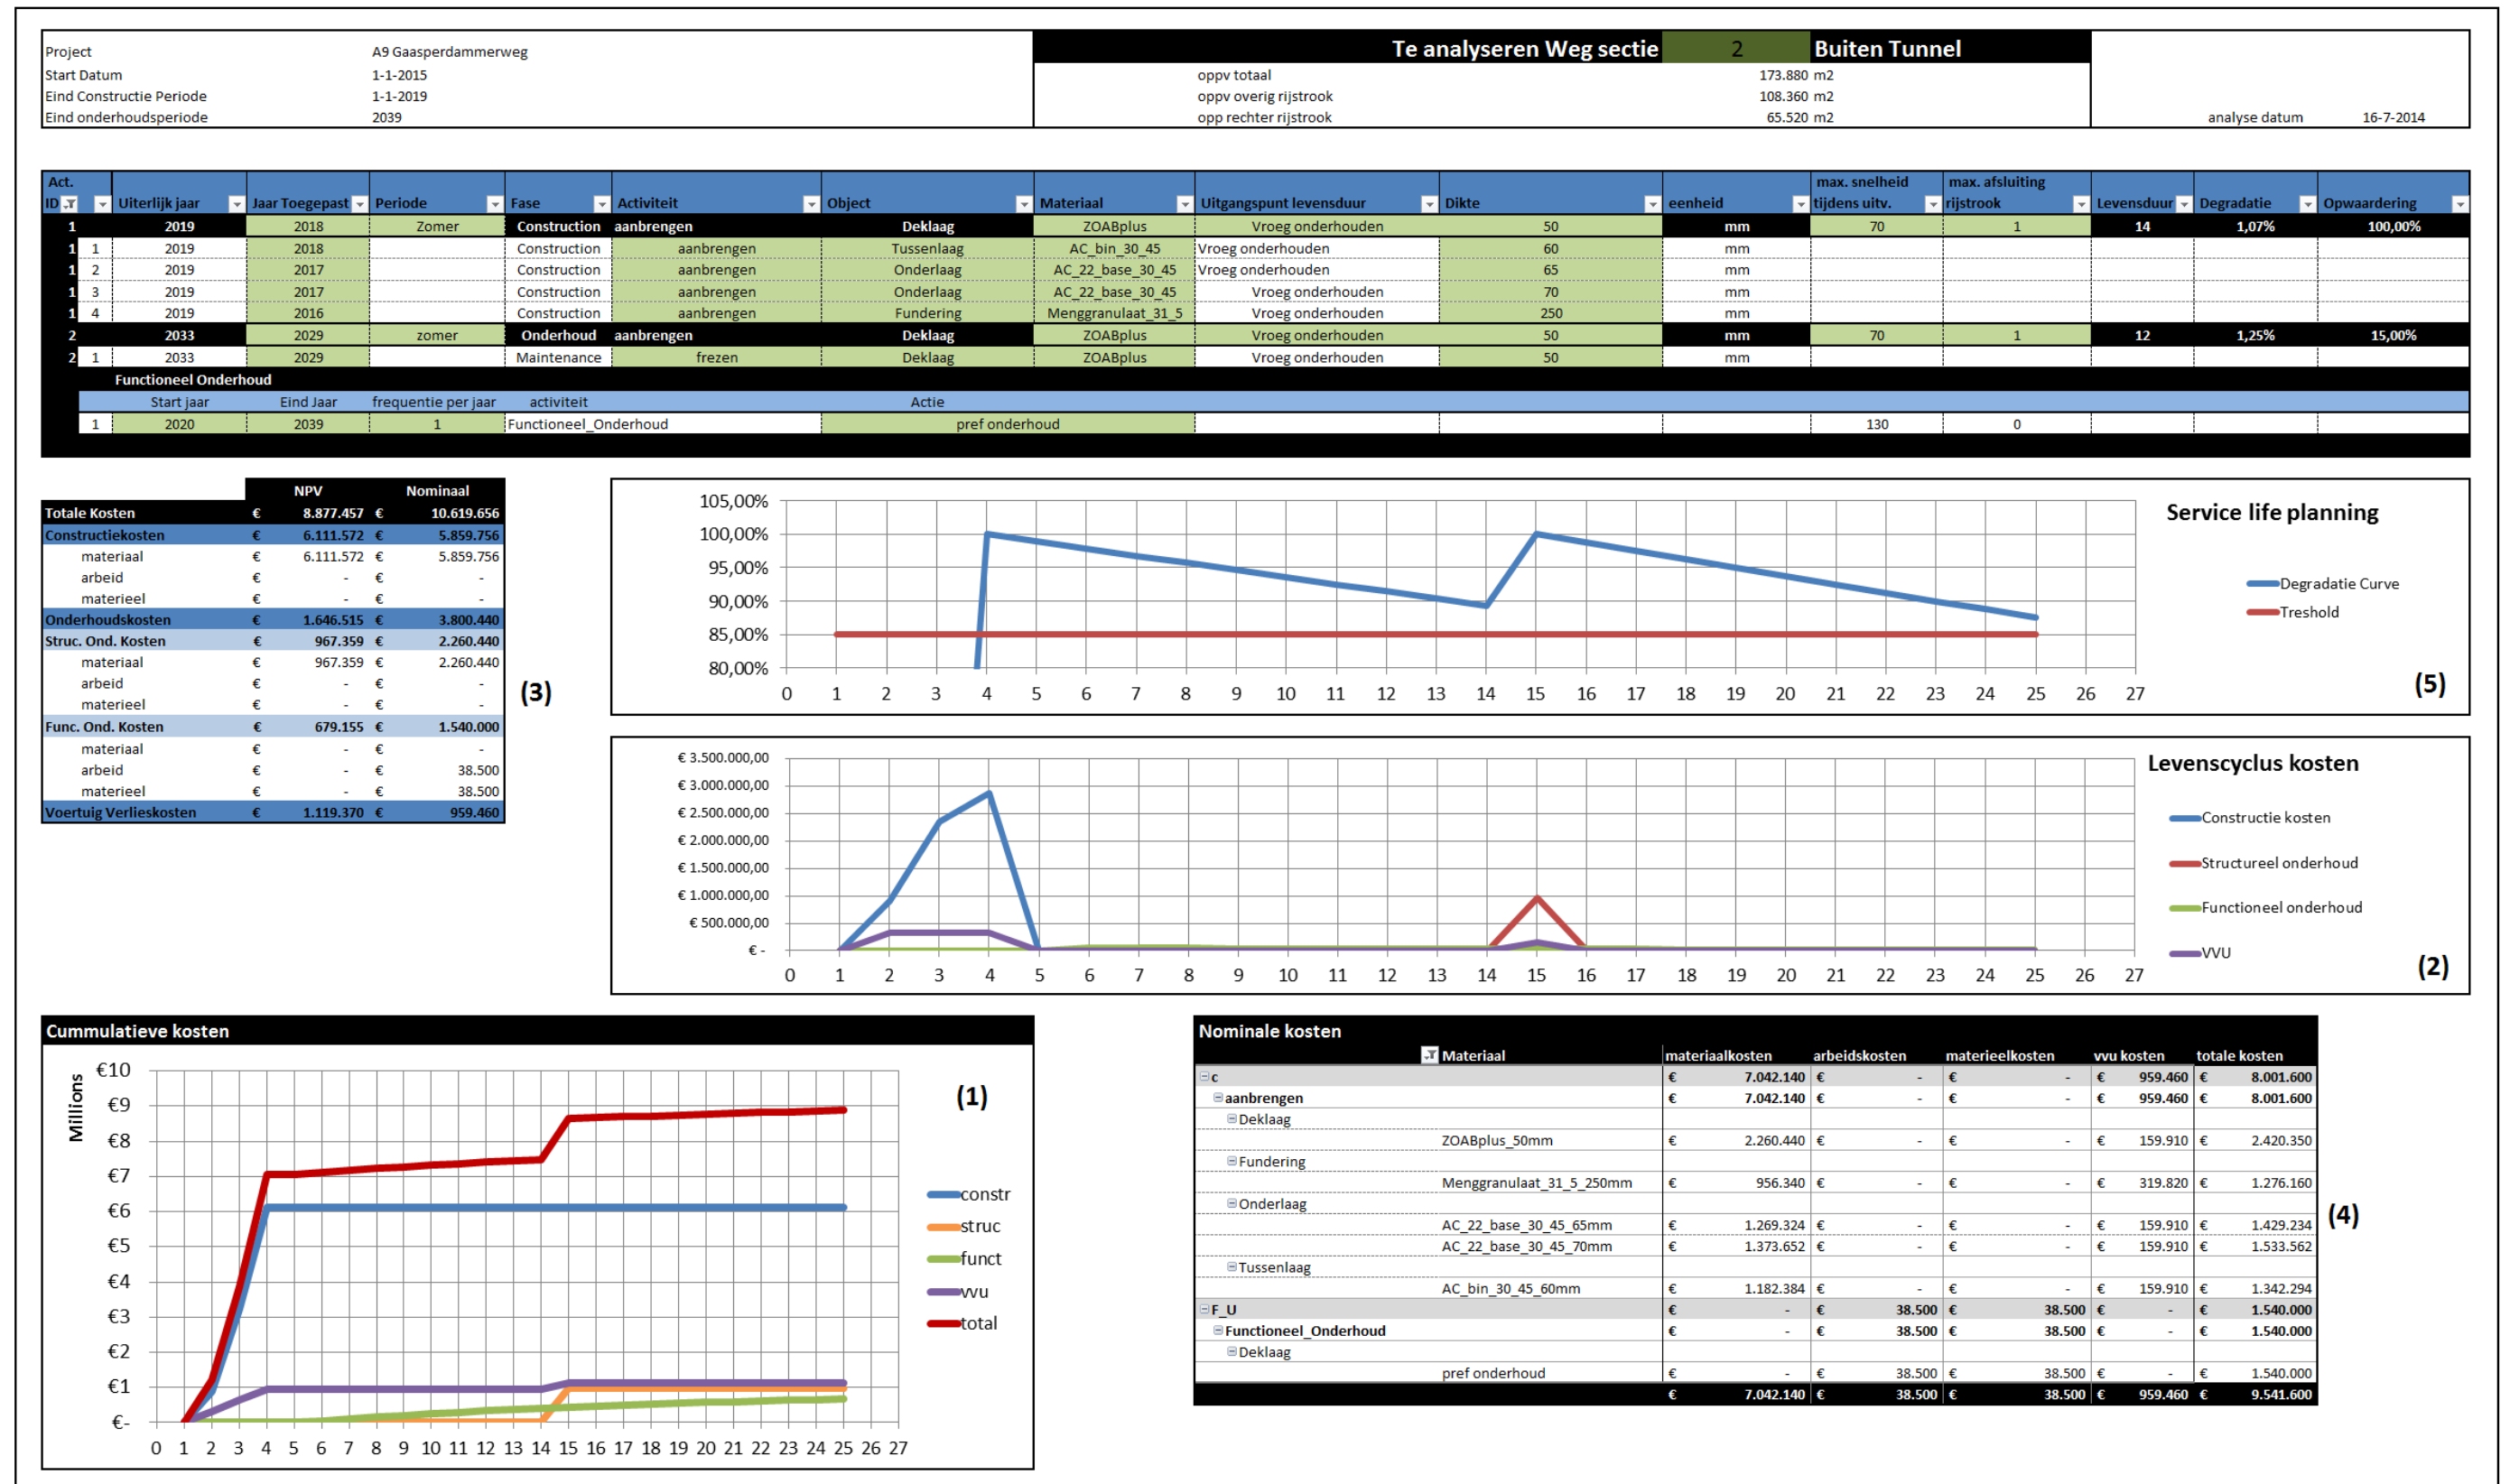 Project A9 Gaasperdammerweg
Start Datum 1-1-2015
Eind Constructie Periode 1-1-2019
Eind onderhoudsperiode 2039
Te analyseren Weg sectie 2 Buiten Tunnel
oppv totaal 173.880 m2
oppv overig rijstrook 108.360 m2
opp rechter rijstrook 65.520 m2
analyse datum 16-7-2014
Act. ID Uiterlijk jaar Jaar Toegepast Periode Fase Activiteit Object Materiaal Uitgangspunt levensduur Dikte eenheid max. snelheid tijdens uitv. max. afsluiting rijstrook Levensduur Degradatie Opwaardering
1 2019 2018 Zomer Construction aanbrengen Deklaag ZOABplus Vroeg onderhouden 50 mm 70 1 14 1,07% 100,00%
1 1 2019 2018 Construction aanbrengen Tussenlaag AC_bin_30_45 Vroeg onderhouden 60 mm
1 2 2019 2017 Construction aanbrengen Onderlaag AC_22_base_30_45 Vroeg onderhouden 65 mm
1 3 2019 2017 Construction aanbrengen Onderlaag AC_22_base_30_45 Vroeg onderhouden 70 mm
1 4 2019 2016 Construction aanbrengen Fundering Menggranulaat_31_5 Vroeg onderhouden 250 mm
2 2033 2029 zomer Onderhoud aanbrengen Deklaag ZOABplus Vroeg onderhouden 50 mm 70 1 12 1,25% 15,00%
2 1 2033 2029 Maintenance frezen Deklaag ZOABplus Vroeg onderhouden 50 mm
Functioneel Onderhoud
Start jaar Eind Jaar frequentie per jaar activiteit Actie
1 2020 2039 1 Functioneel_Onderhoud pref onderhoud 130 0
NPV Nominaal
Totale Kosten € 8.877.457 € 10.619.656
Constructiekosten € 6.111.572 € 5.859.756
materiaal € 6.111.572 € 5.859.756
arbeid € - € -
materieel € - € -
Onderhoudskosten € 1.646.515 € 3.800.440
Struc. Ond. Kosten € 967.359 € 2.260.440
materiaal € 967.359 € 2.260.440
arbeid € - € -
materieel € - € -
Func. Ond. Kosten € 679.155 € 1.540.000
materiaal € - € -
arbeid € - € 38.500
materieel € - € 38.500
Voertuig Verlieskosten € 1.119.370 € 959.460
(3)
Service life planning
105,00%
100,00%
95,00%
90,00%
85,00%
80,00%
0 1 2 3 4 5 6 7 8 9 10 11 12 13 14 15 16 17 18 19 20 21 22 23 24 25 26 27
Degradatie Curve
Treshold
(5)
Levenscyclus kosten
€ 3.500.000,00
€ 3.000.000,00
€ 2.500.000,00
€ 2.000.000,00
€ 1.500.000,00
€ 1.000.000,00
€ 500.000,00
€ -
0 1 2 3 4 5 6 7 8 9 10 11 12 13 14 15 16 17 18 19 20 21 22 23 24 25 26 27
Constructie kosten
Structureel onderhoud
Functioneel onderhoud
VVU
(2)
Cummulatieve kosten
Millions
€10
€9
€8
€7
€6
€5
€4
€3
€2
€1
€-
0 1 2 3 4 5 6 7 8 9 10 11 12 13 14 15 16 17 18 19 20 21 22 23 24 25 26 27
(1)
constr
struc
funct
vvu
total
Nominale kosten
Materiaal materiaalkosten arbeidskosten materieelkosten vvu kosten totale kosten
c € 7.042.140 € - € - € 959.460 € 8.001.600
aanbrengen € 7.042.140 € - € - € 959.460 € 8.001.600
Deklaag
ZOABplus_50mm € 2.260.440 € - € - € 159.910 € 2.420.350
Fundering
Menggranulaat_31_5_250mm € 956.340 € - € - € 319.820 € 1.276.160
Onderlaag
AC_22_base_30_45_65mm € 1.269.324 € - € - € 159.910 € 1.429.234
AC_22_base_30_45_70mm € 1.373.652 € - € - € 159.910 € 1.533.562
Tussenlaag
AC_bin_30_45_60mm € 1.182.384 € - € - € 159.910 € 1.342.294
F_U € - € 38.500 € 38.500 € - € 1.540.000
Functioneel_Onderhoud € - € 38.500 € 38.500 € - € 1.540.000
Deklaag
pref onderhoud € - € 38.500 € 38.500 € - € 1.540.000
€ 7.042.140 € 38.500 € 38.500 € 959.460 € 9.541.600
(4)